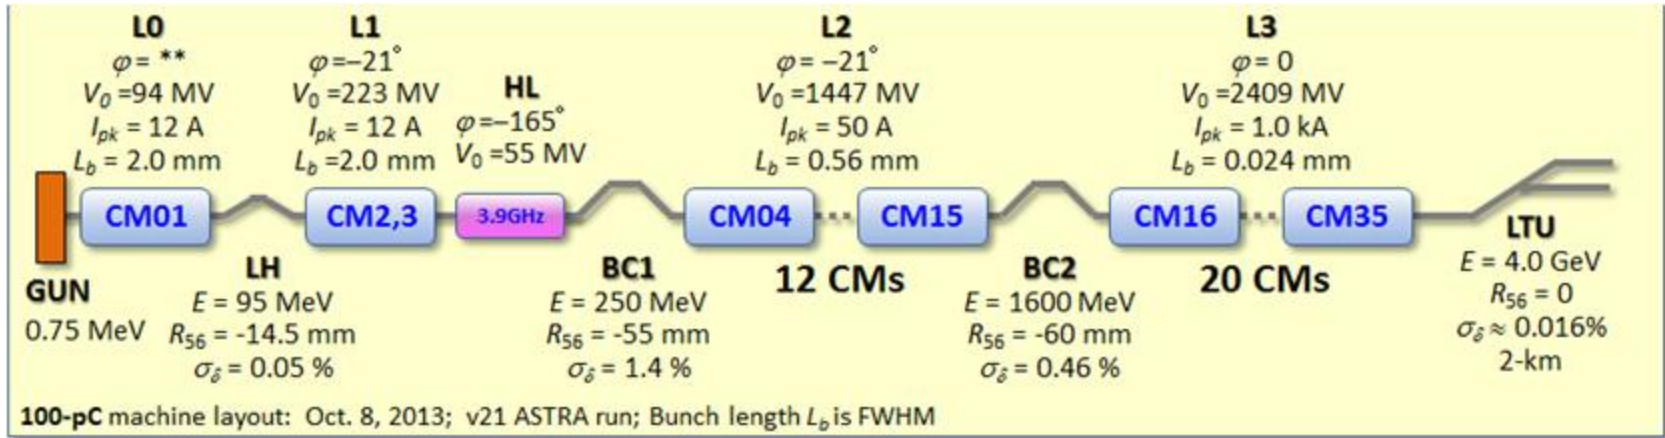 L0
φ = **
V0 =94 MV
Ipk = 12 A
Lb = 2.0 mm
L1
φ=–21°
V0 =223 MV
Ipk = 12 A
Lb =2.0 mm
HL
φ=–165°
V0 =55 MV
L2
φ = –21°
V0 =1447 MV
Ipk = 50 A
Lb = 0.56 mm
L3
φ = 0
V0 =2409 MV
Ipk = 1.0 kA
Lb = 0.024 mm
CM01
CM2,3
3.9GHz
CM04
CM15
CM16
CM35
GUN
0.75 MeV
LH
E = 95 MeV
R56 = -14.5 mm
σδ = 0.05 %
BC1
E = 250 MeV
R56 = -55 mm
σδ = 1.4 %
12 CMs
BC2
E = 1600 MeV
R56 = -60 mm
σδ = 0.46 %
20 CMs
LTU
E = 4.0 GeV
R56 = 0
σδ ≈ 0.016%
2-km
100-pC machine layout: Oct. 8, 2013; v21 ASTRA run; Bunch length Lb is FWHM